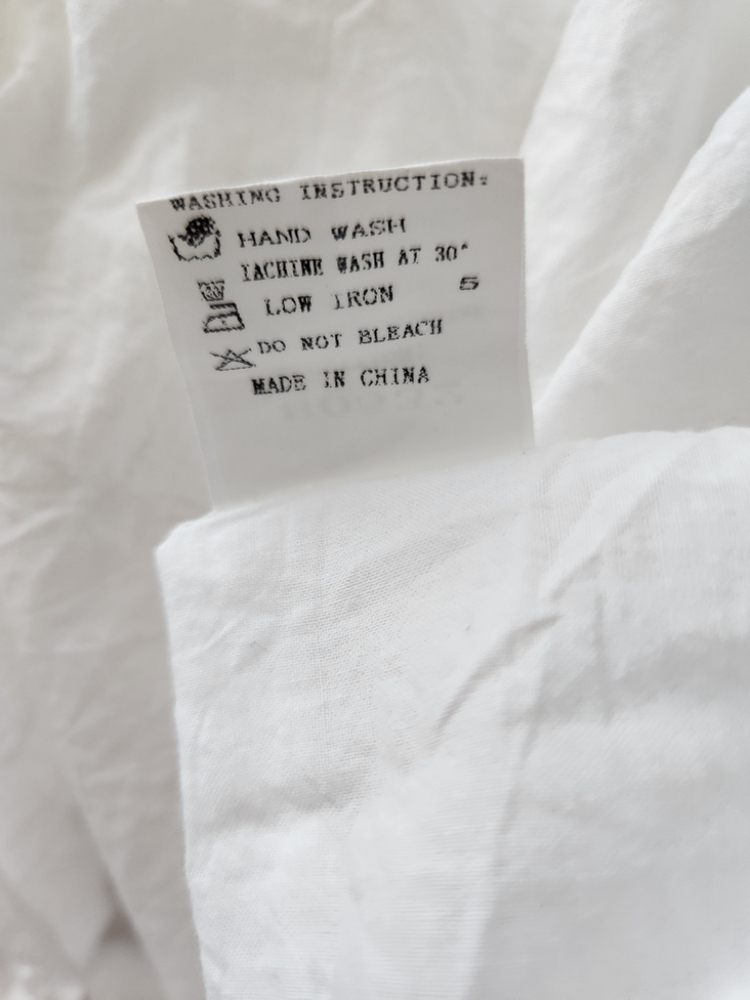 WASHING INSTRUCTION:
HAND WASH
IACHINE WASH AT 30°
LOW IRON 5
DO NOT BLEACH
MADE IN CHINA